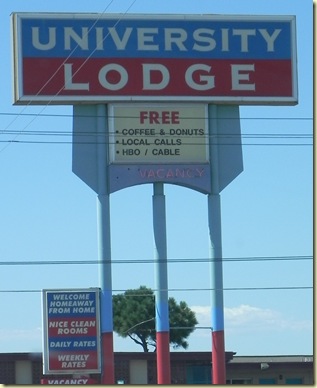 UNIVERSITY
LODGE
FREE
• COFFEE & DONUTS
• LOCAL CALLS
• HBO / CABLE
VACANCY
WELCOME
HOMEAWAY
FROM HOME
NICE CLEAN
ROOMS
DAILY RATES
WEEKLY
RATES
VACANCY